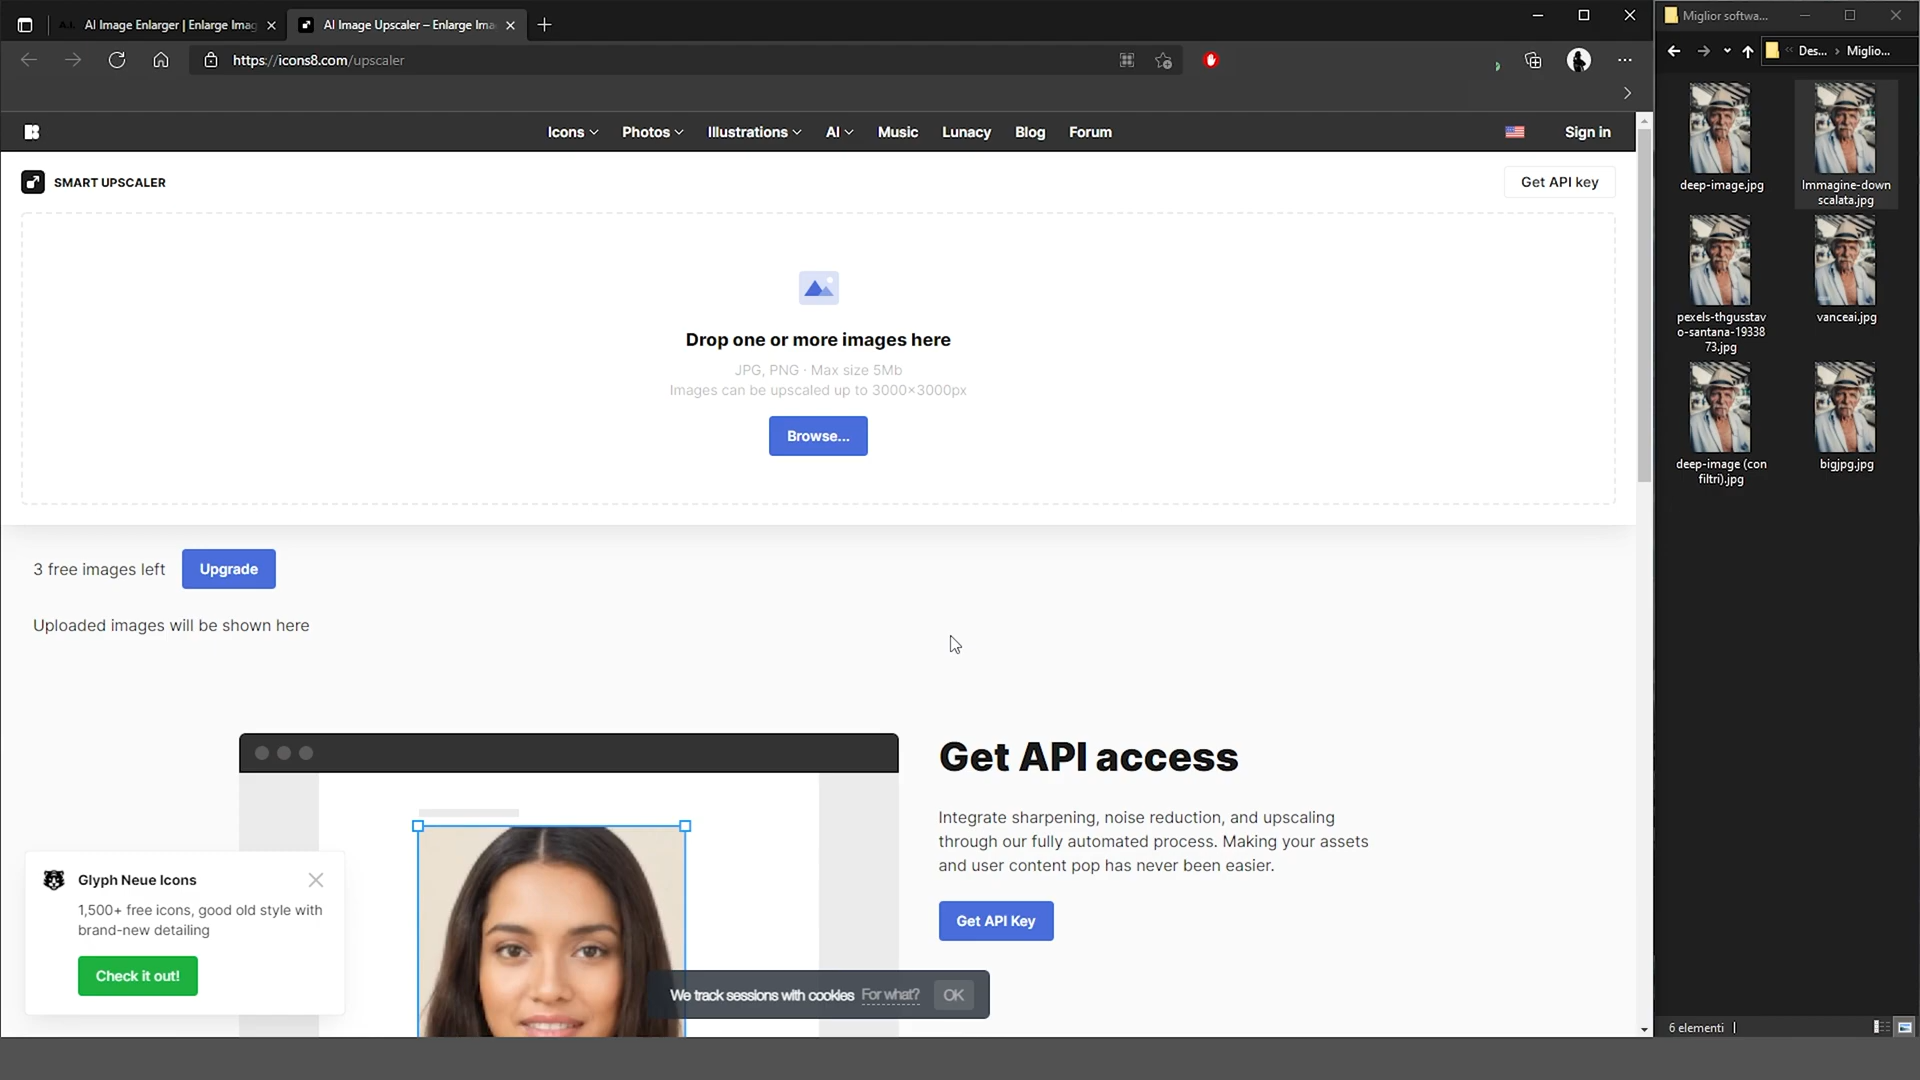 AI Image Enlarger | Enlarge Imag
AI Image Upscaler – Enlarge Ima
https://icons8.com/upscaler
Icons
Photos
Illustrations
AI
Music
Lunacy
Blog
Forum
Sign in
SMART UPSCALER
Get API key
Drop one or more images here
JPG, PNG · Max size 5Mb
Images can be upscaled up to 3000×3000px
Browse...
3 free images left
Upgrade
Uploaded images will be shown here
Get API access
Integrate sharpening, noise reduction, and upscaling
through our fully automated process. Making your assets
and user content pop has never been easier.
Get API Key
Glyph Neue Icons
1,500+ free icons, good old style with
brand-new detailing
Check it out!
We track sessions with cookies For what? OK
Miglior softwa...
Des... › Miglio...
deep-image.jpg
Immagine-down
scalata.jpg
pexels-thgusstav
o-santana-19338
73.jpg
vanceai.jpg
deep-image (con
filtri).jpg
bigjpg.jpg
6 elementi